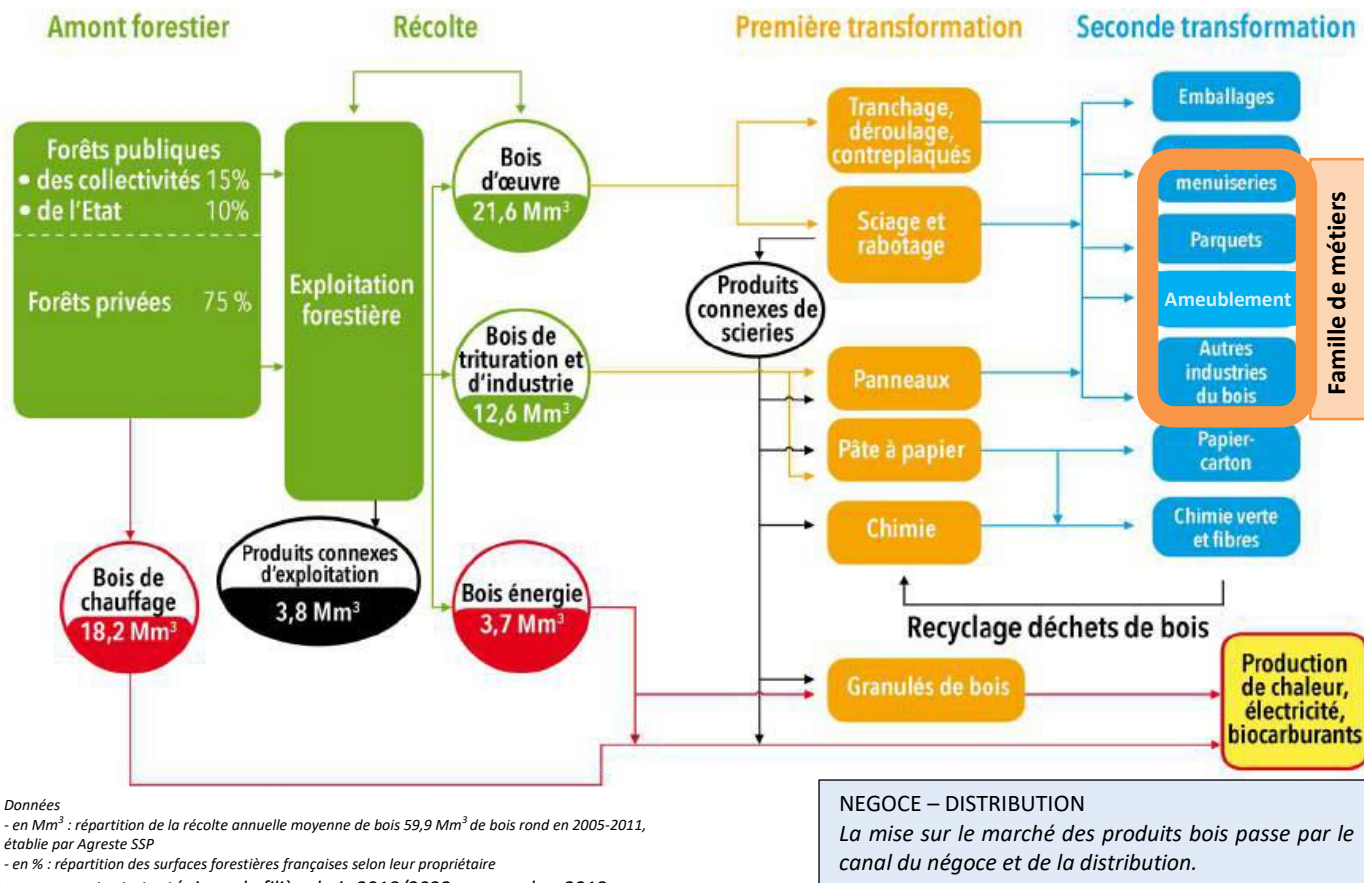 Amont forestier
Récolte
Première transformation
Seconde transformation
Forêts publiques
• des collectivités 15%
• de l'Etat 10%
Forêts privées 75 %
Exploitation
forestière
Bois
d'œuvre
21,6 Mm³
Bois de
trituration et
d'industrie
12,6 Mm³
Bois énergie
3,7 Mm³
Bois de
chauffage
18,2 Mm³
Produits connexes
d'exploitation
3,8 Mm³
Produits
connexes de
scieries
Tranchage,
déroulage,
contreplaqués
Sciage et
rabotage
Panneaux
Pâte à papier
Chimie
Granulés de bois
Emballages
menuiseries
Parquets
Ameublement
Autres
industries
du bois
Papier-
carton
Chimie verte
et fibres
Famille de métiers
Recyclage déchets de bois
Production
de chaleur,
électricité,
biocarburants
Données
- en Mm³ : répartition de la récolte annuelle moyenne de bois 59,9 Mm³ de bois rond en 2005-2011,
établie par Agreste SSP
- en % : répartition des surfaces forestières françaises selon leur propriétaire
NEGOCE – DISTRIBUTION
La mise sur le marché des produits bois passe par le
canal du négoce et de la distribution.